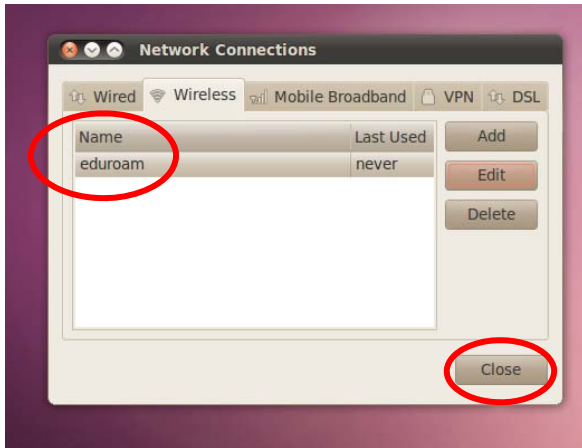 Network Connections
Wired Wireless Mobile Broadband VPN DSL
Name Last Used Add
eduroam never
Edit
Delete
Close